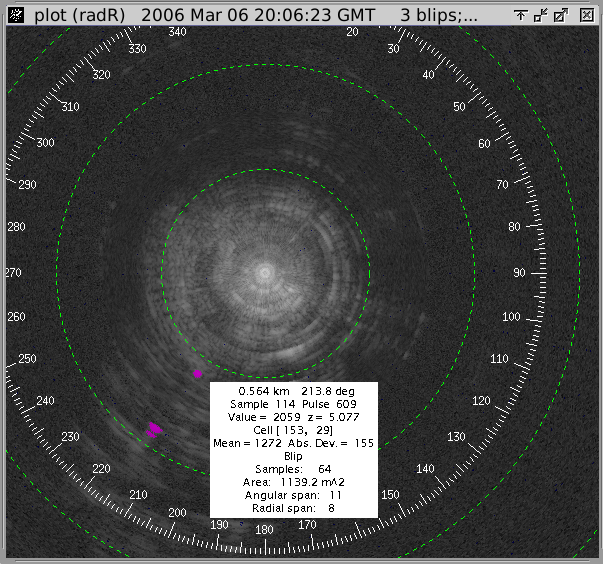 plot (radR)   2006 Mar 06 20:06:23 GMT     3 blips;...
340
20
330
30
320
40
310
50
300
60
290
70
280
80
270
90
260
100
250
110
240
120
230
130
220
140
210
150
200
190
180
170
0.564 km   213.8 deg
Sample  114  Pulse  609
Value =  2059  z =  5.077
Cell [ 153,  29]
Mean = 1272  Abs. Dev. =  155
Blip
Samples:    64
Area:   1139.2 m^2
Angular span:   11
Radial span:   8